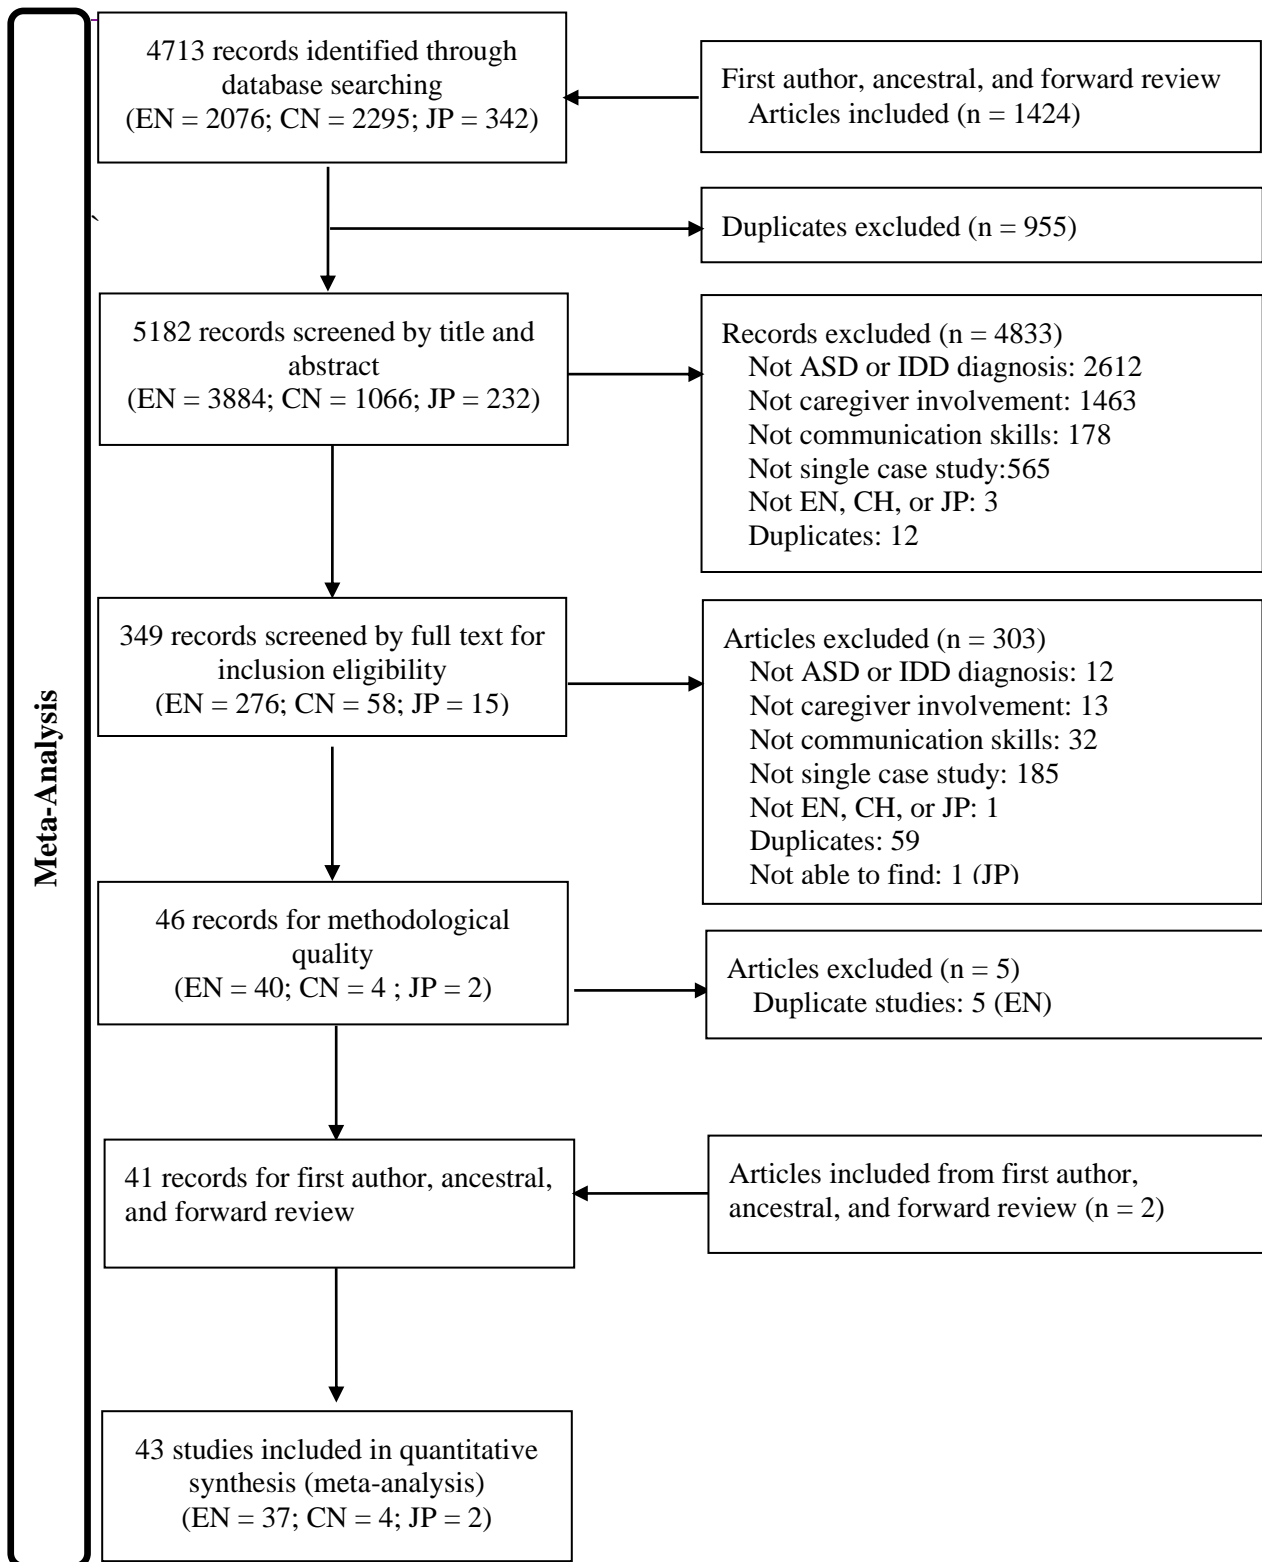 Meta-Analysis
4713 records identified through
database searching
(EN = 2076; CN = 2295; JP = 342)
First author, ancestral, and forward review
Articles included (n = 1424)
`
Duplicates excluded (n = 955)
5182 records screened by title and
abstract
(EN = 3884; CN = 1066; JP = 232)
Records excluded (n = 4833)
Not ASD or IDD diagnosis: 2612
Not caregiver involvement: 1463
Not communication skills: 178
Not single case study:565
Not EN, CH, or JP: 3
Duplicates: 12
349 records screened by full text for
inclusion eligibility
(EN = 276; CN = 58; JP = 15)
Articles excluded (n = 303)
Not ASD or IDD diagnosis: 12
Not caregiver involvement: 13
Not communication skills: 32
Not single case study: 185
Not EN, CH, or JP: 1
Duplicates: 59
Not able to find: 1 (JP)
46 records for methodological
quality
(EN = 40; CN = 4 ; JP = 2)
Articles excluded (n = 5)
Duplicate studies: 5 (EN)
41 records for first author, ancestral,
and forward review
Articles included from first author,
ancestral, and forward review (n = 2)
43 studies included in quantitative
synthesis (meta-analysis)
(EN = 37; CN = 4; JP = 2)